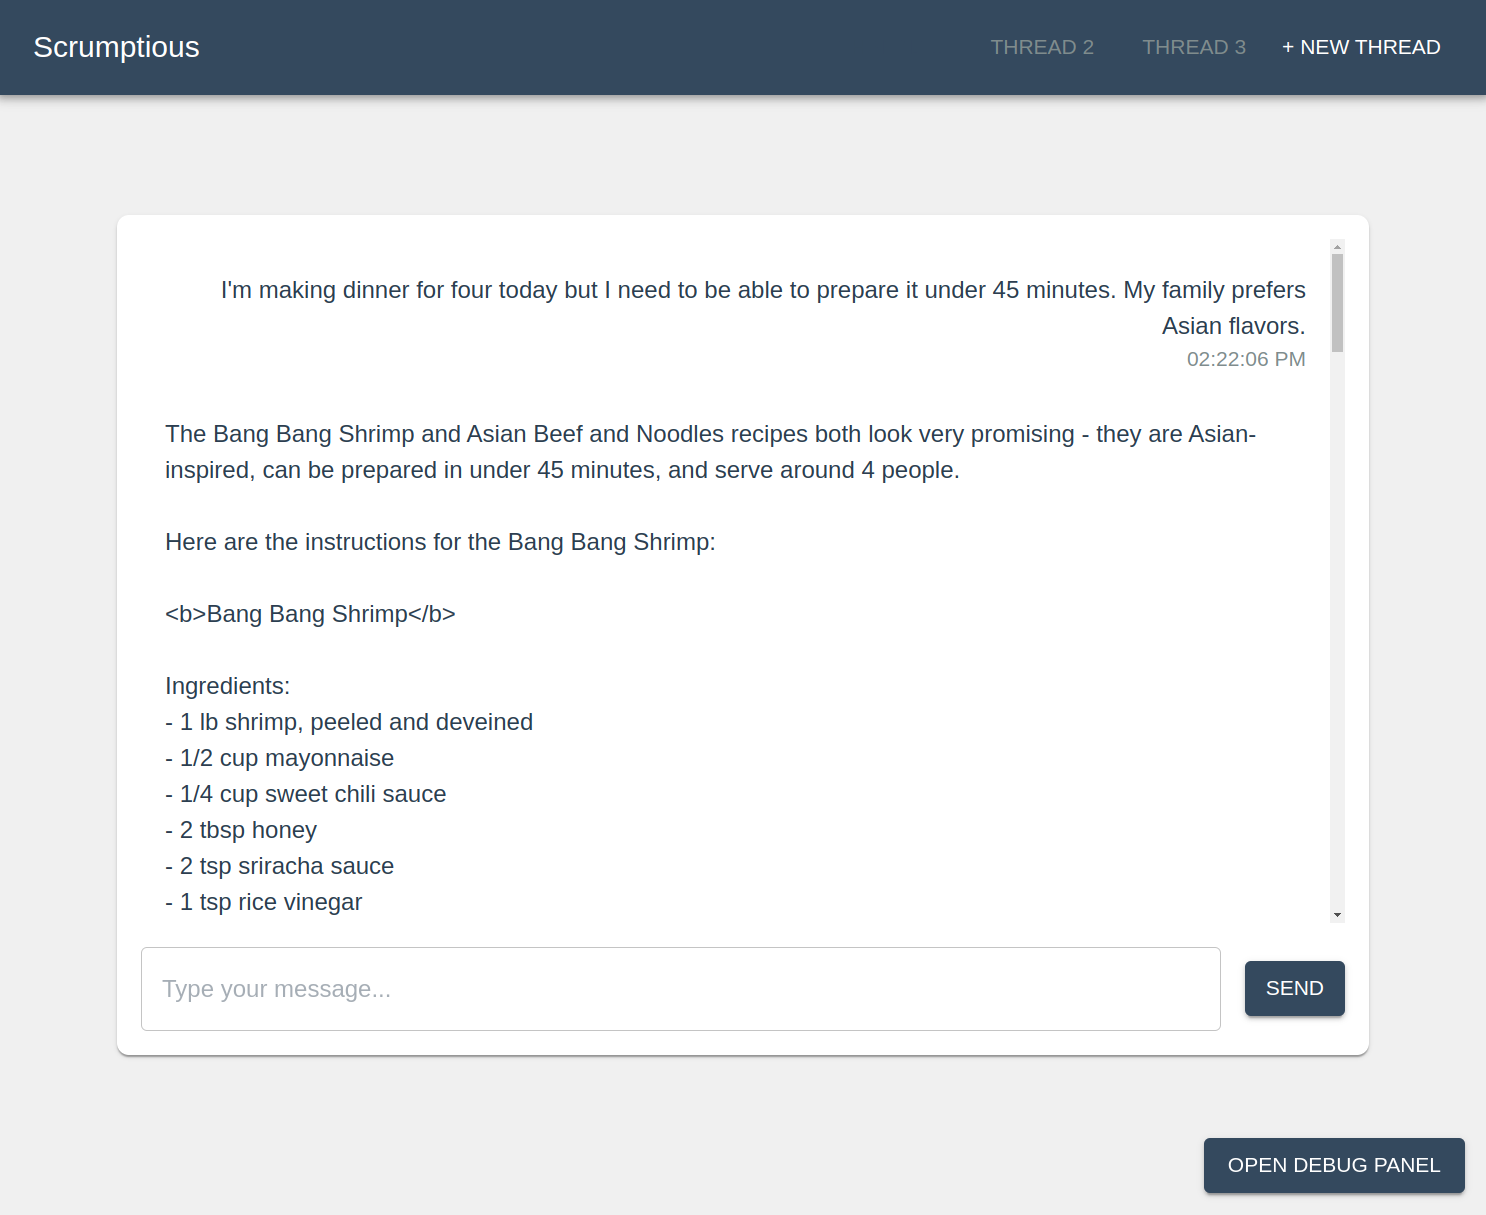 Scrumptious
THREAD 2
THREAD 3
+ NEW THREAD
I'm making dinner for four today but I need to be able to prepare it under 45 minutes. My family prefers
Asian flavors.
02:22:06 PM
The Bang Bang Shrimp and Asian Beef and Noodles recipes both look very promising - they are Asian-
inspired, can be prepared in under 45 minutes, and serve around 4 people.
Here are the instructions for the Bang Bang Shrimp:
<b>Bang Bang Shrimp</b>
Ingredients:
- 1 lb shrimp, peeled and deveined
- 1/2 cup mayonnaise
- 1/4 cup sweet chili sauce
- 2 tbsp honey
- 2 tsp sriracha sauce
- 1 tsp rice vinegar
Type your message...
SEND
OPEN DEBUG PANEL